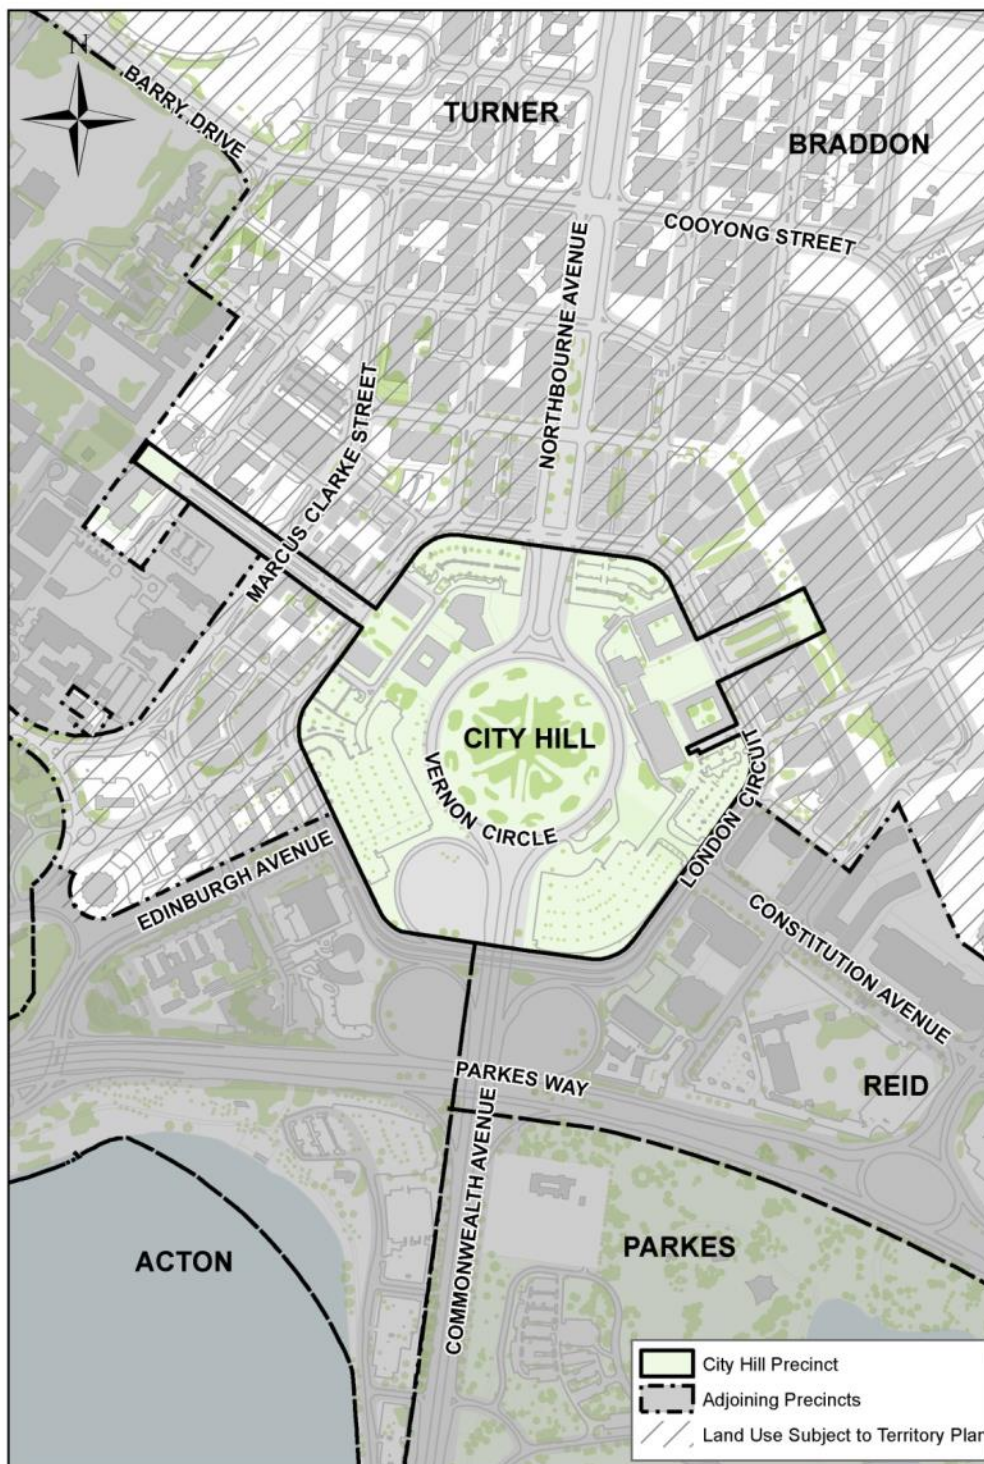 N
BARRY DRIVE
TURNER
BRADDON
COOYONG STREET
NORTHBOURNE AVENUE
MARCUS CLARKE STREET
CITY HILL
VERNON CIRCLE
LONDON CIRCUIT
EDINBURGH AVENUE
CONSTITUTION AVENUE
PARKES WAY
REID
COMMONWEALTH AVENUE
ACTON
PARKES
City Hill Precinct
Adjoining Precincts
Land Use Subject to Territory Plan